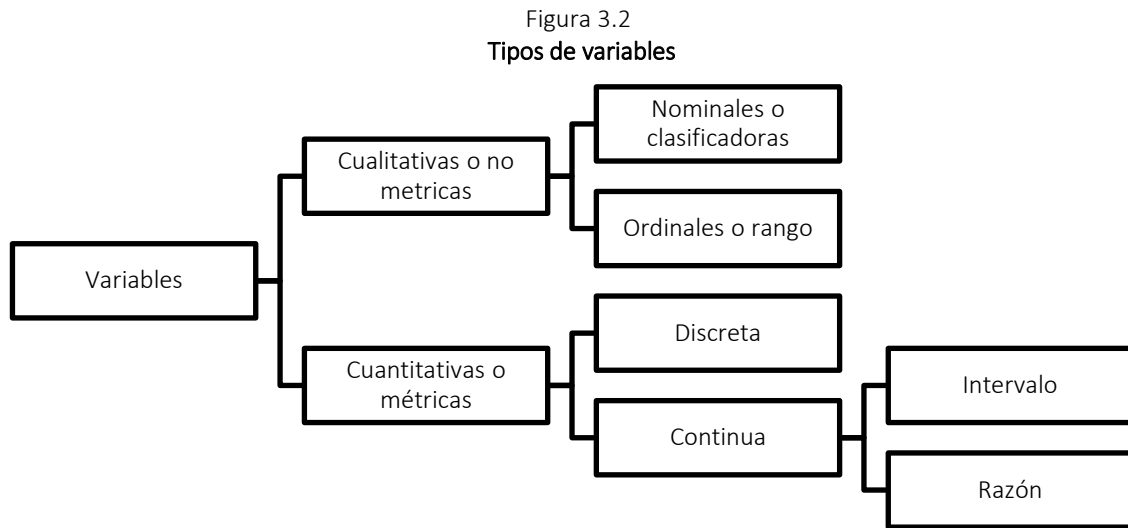 Figura 3.2
Tipos de variables
Nominales o
clasificadoras
Cualitativas o no
metricas
Ordinales o rango
Variables
Discreta
Cuantitativas o
métricas
Intervalo
Continua
Razón